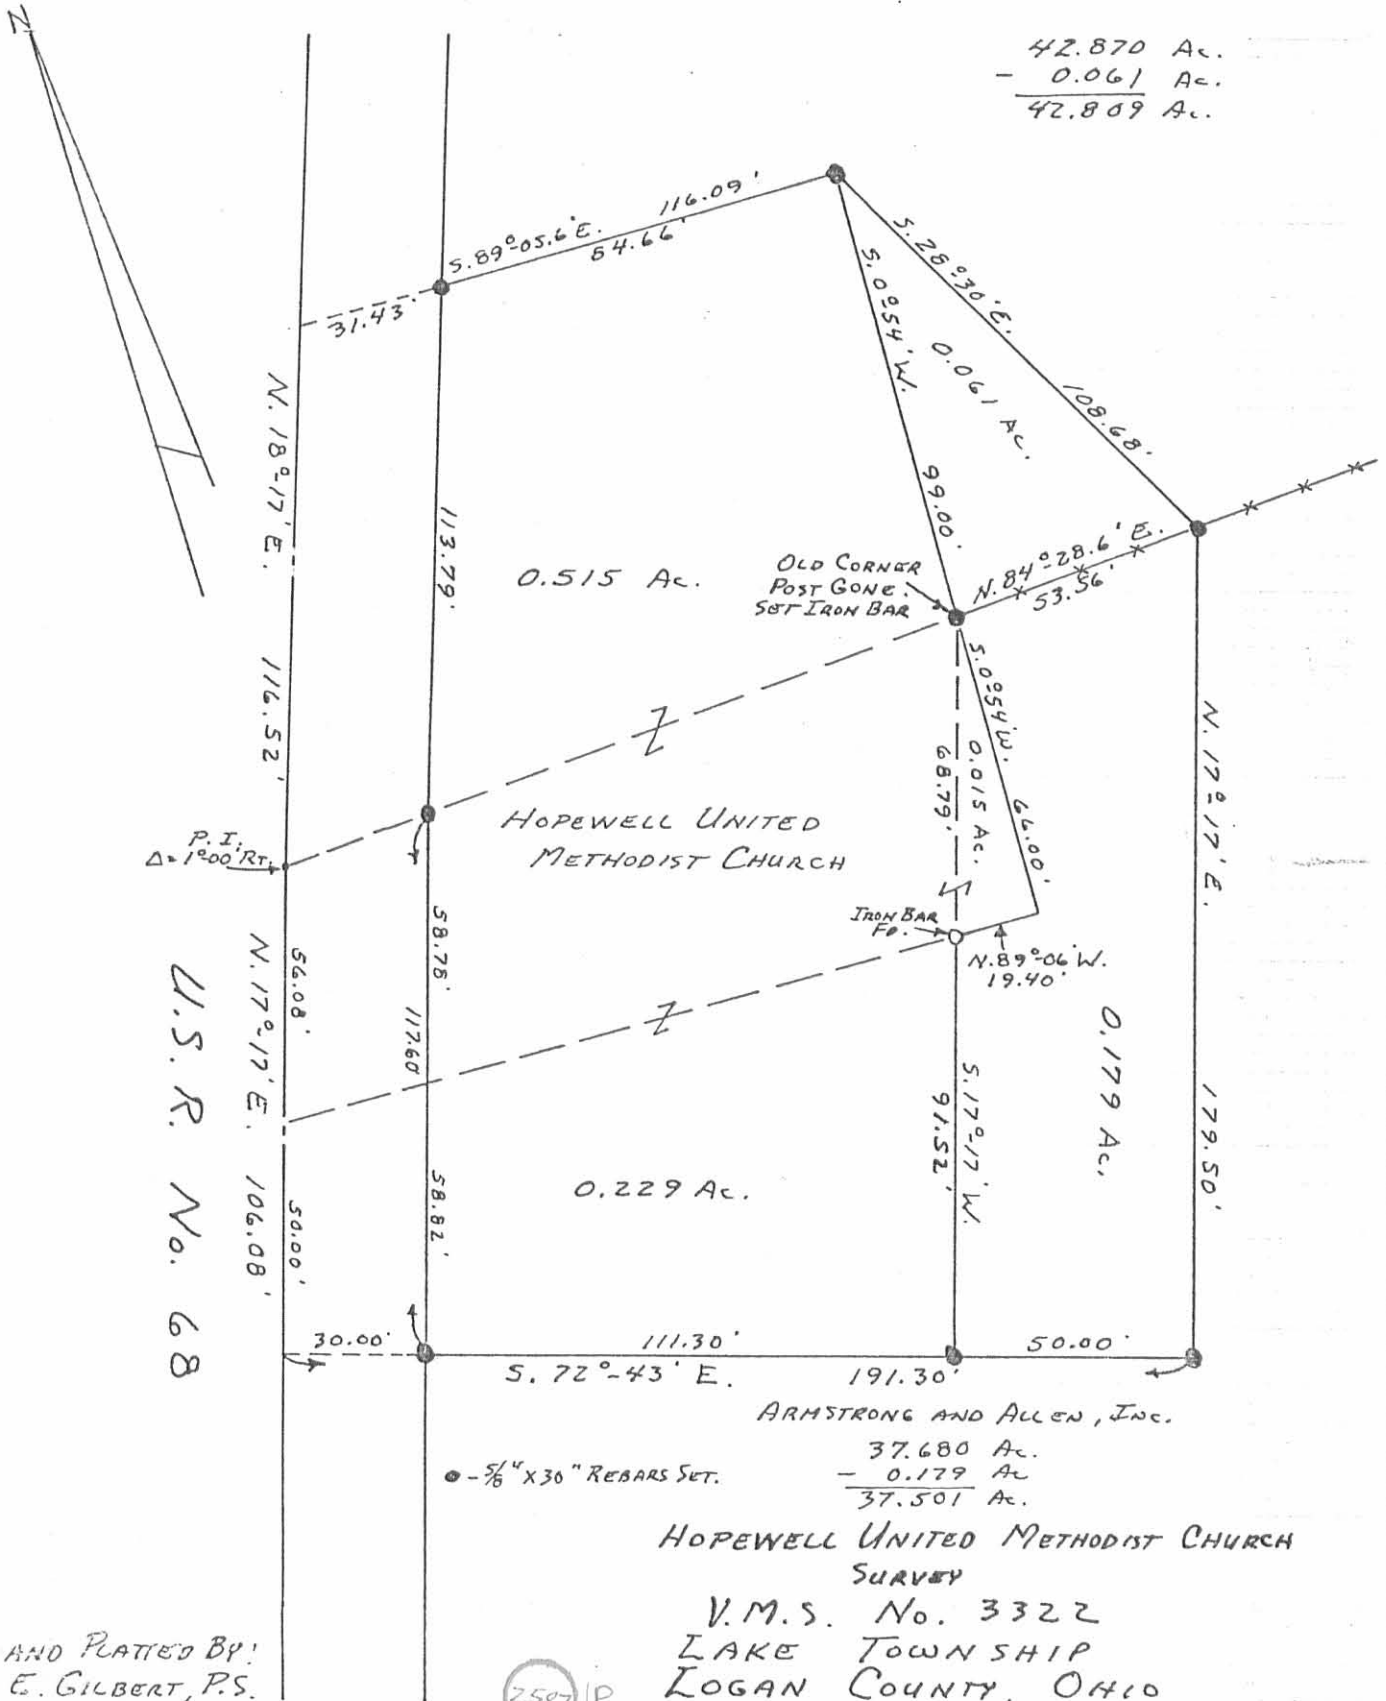 N
42.870 Ac.
- 0.061 Ac.
42.809 Ac.
116.09'
S.89°-05.6'E.
84.66'
31.43'
S.0°54'W.
99.00'
S.28°30'E.
108.68'
0.061 Ac.
N.18°-17'E.
116.52'
113.79'
0.515 Ac.
OLD CORNER
POST GONE.
SET IRON BAR
N.84°-28.6'E.
53.56'
S.0°54'W.
66.00'
0.015 Ac.
68.79'
HOPEWELL UNITED
METHODIST CHURCH
P.I.
Δ=1°00'RT.
IRON BAR
FD.
N.89°-06'W.
19.40'
N.17°-17'E.
179.50'
0.179 Ac.
58.78'
117.60'
58.82'
56.08'
50.00'
N.17°-17'E. 106.08'
U.S.R. No. 68
S.17°-17'W.
91.52'
0.229 Ac.
30.00'
111.30'
50.00'
S.72°-43'E.
191.30'
ARMSTRONG AND ALLEN, INC.
37.680 Ac.
- 0.179 Ac
37.501 Ac.
- 5/8"X30" REBARS SET.
HOPEWELL UNITED METHODIST CHURCH
SURVEY
V.M.S. No. 3322
LAKE TOWNSHIP
LOGAN COUNTY, OHIO
AND PLATTED BY:
E. GILBERT, P.S.